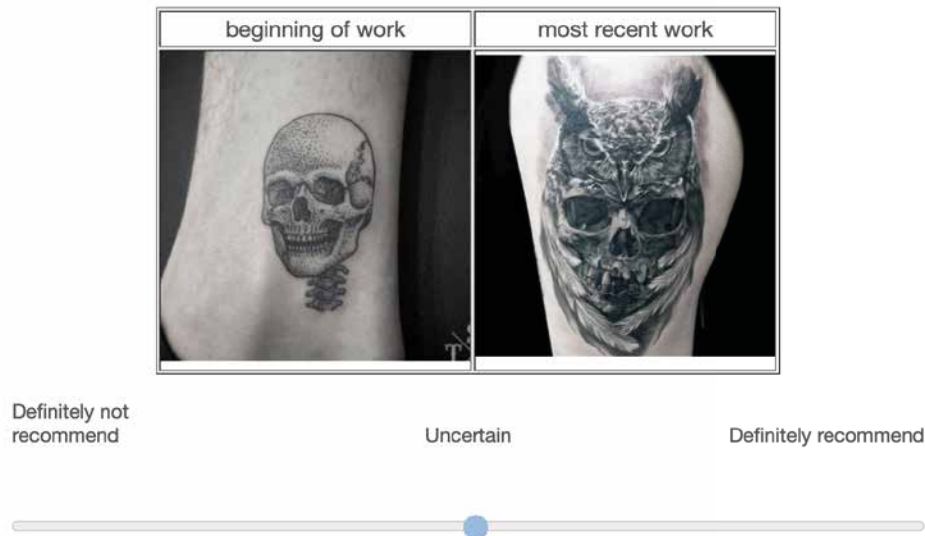 beginning of work
most recent work
Definitely not
recommend
Uncertain
Definitely recommend